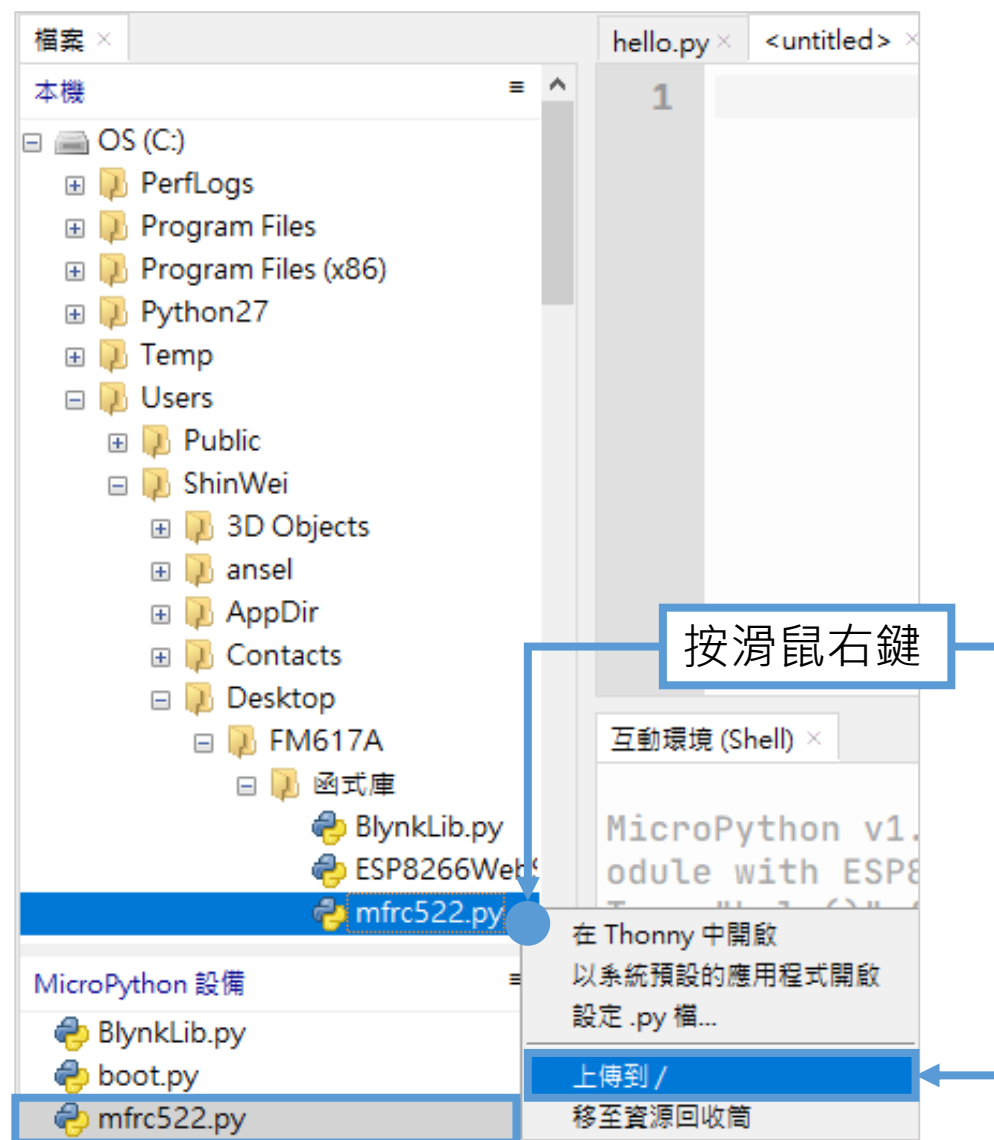 檔案
本機
OS (C:)
PerfLogs
Program Files
Program Files (x86)
Python27
Temp
Users
Public
ShinWei
3D Objects
ansel
AppDir
Contacts
Desktop
FM617A
函式庫
BlynkLib.py
ESP8266Web
mfrc522.py
MicroPython 設備
BlynkLib.py
boot.py
mfrc522.py
hello.py
<untitled>
1
按滑鼠右鍵
互動環境 (Shell)
MicroPython v1.
odule with ESP8
在 Thonny 中開啟
以系統預設的應用程式開啟
設定 .py 檔...
上傳到 /
移至資源回收筒